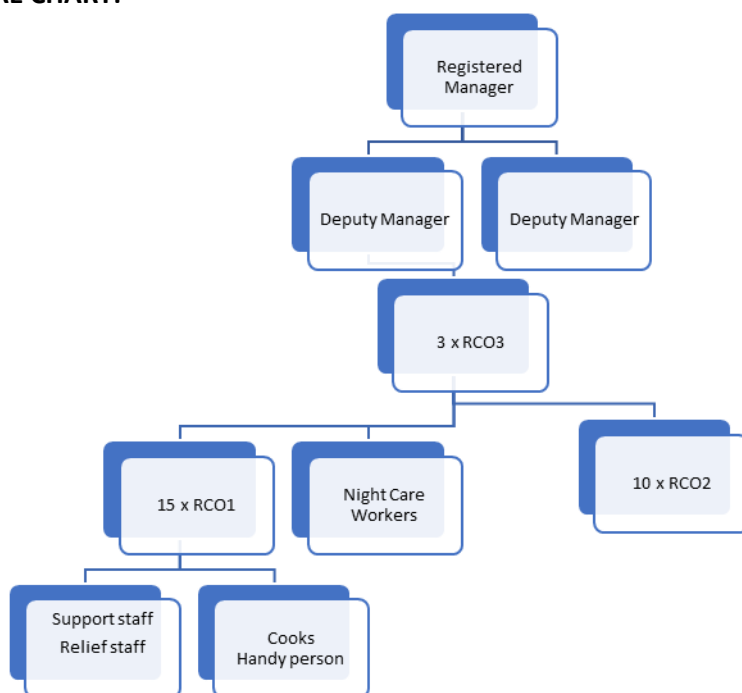 Registered
Manager
Deputy Manager
Deputy Manager
3 x RCO3
15 x RCO1
Night Care
Workers
10 x RCO2
Support staff
Relief staff
Cooks
Handy person